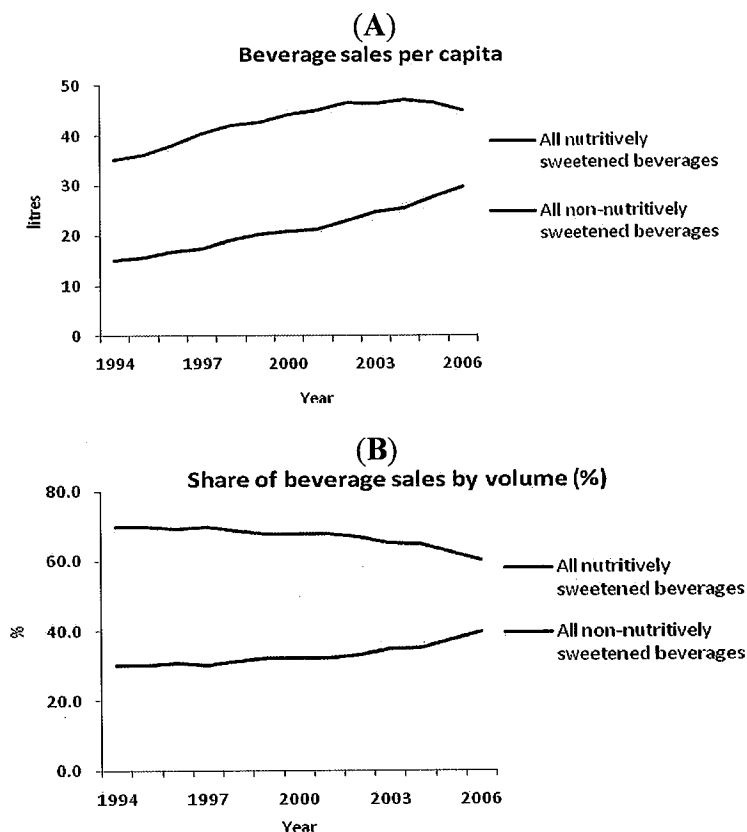 (A)
Beverage sales per capita
50
40
30
20
10
0
litres
All nutritively
sweetened beverages
All non-nutritively
sweetened beverages
1994 1997 2000 2003 2006
Year
(B)
Share of beverage sales by volume (%)
80.0
60.0
40.0
20.0
0.0
%
All nutritively
sweetened beverages
All non-nutritively
sweetened beverages
1994 1997 2000 2003 2006
Year